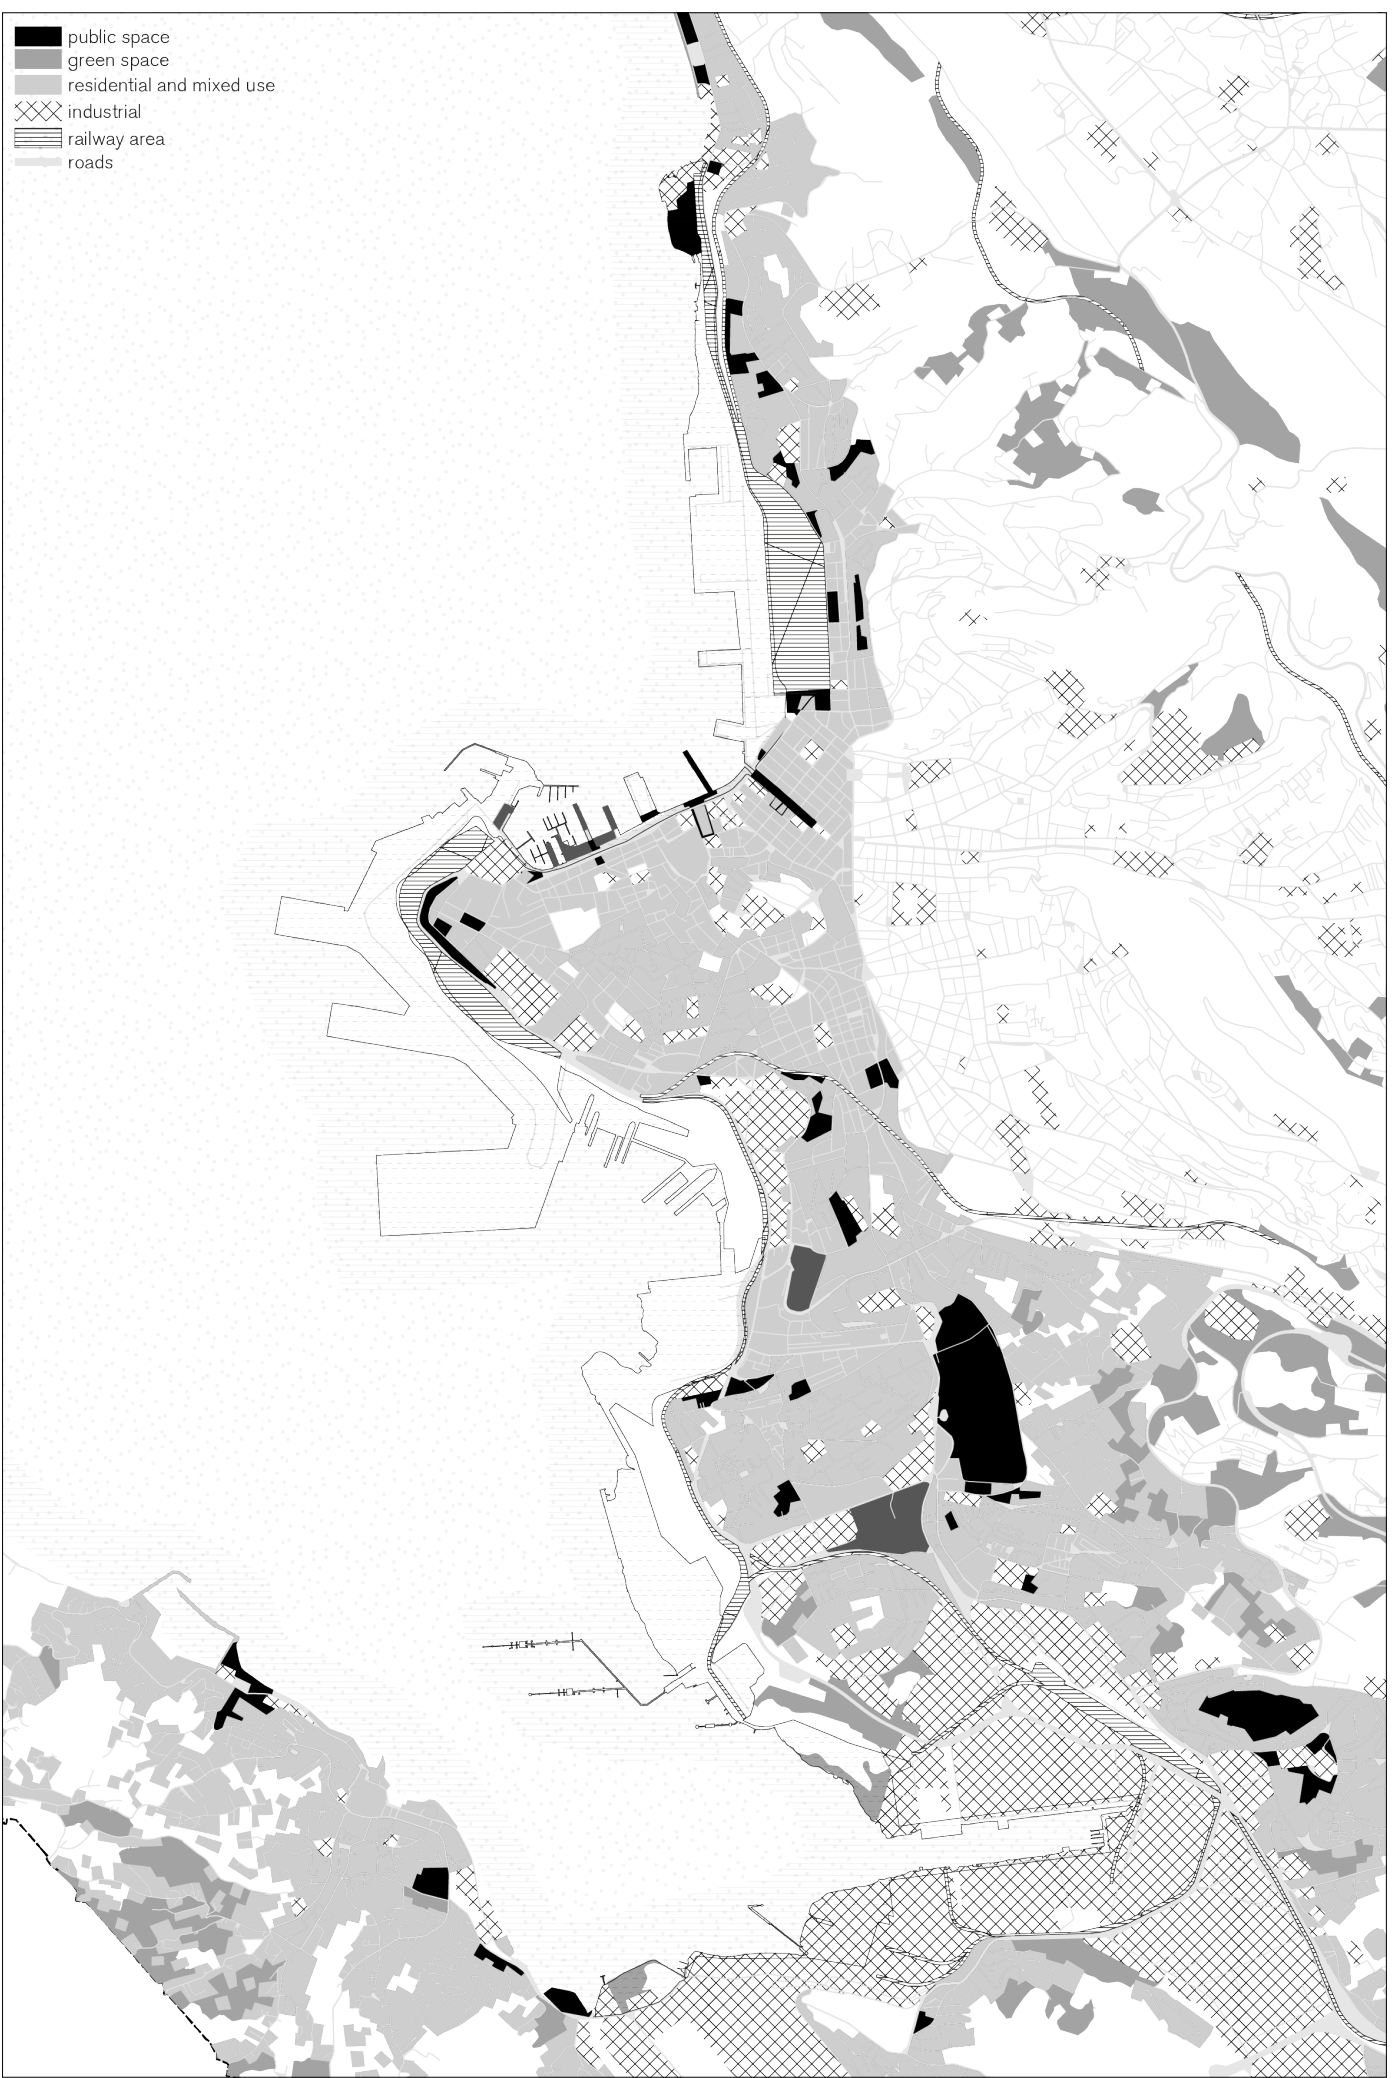 public space
green space
residential and mixed use
industrial
railway area
roads